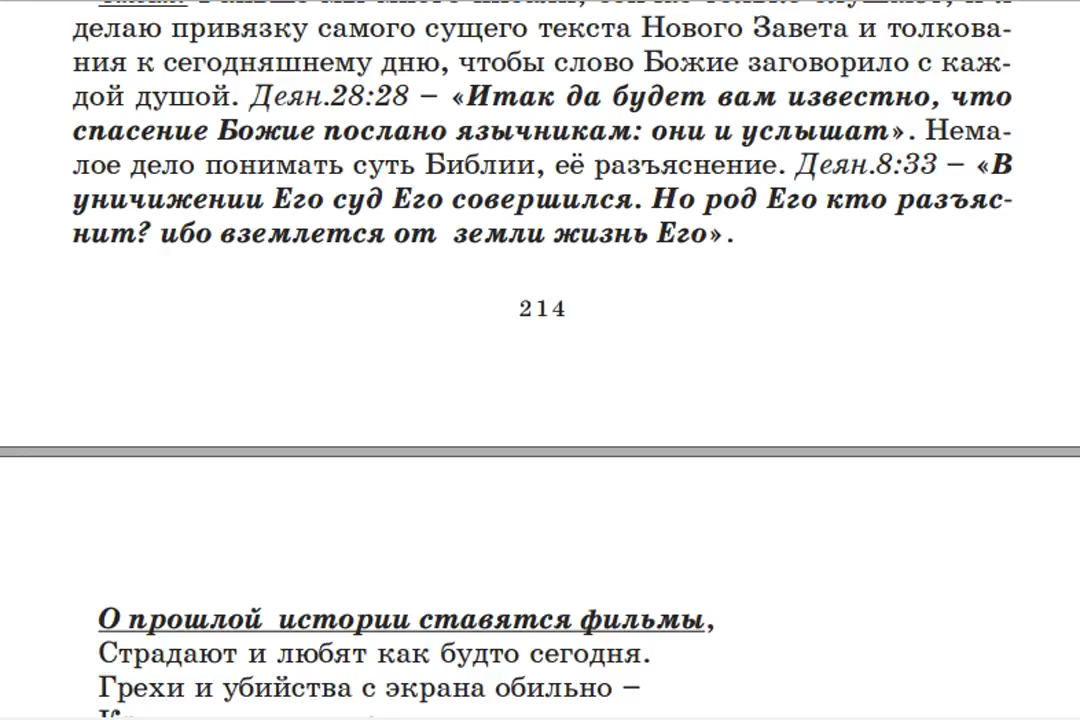 делаю привязку самого сущего текста Нового Завета и толкова-
ния к сегодняшнему дню, чтобы слово Божие заговорило с каж-
дой душой. Деян.28:28 – «Итак да будет вам известно, что
спасение Божие послано язычникам: они и услышат». Нема-
лое дело понимать суть Библии, её разъяснение. Деян.8:33 – «В
уничижении Его суд Его совершился. Но род Его кто разъяс-
нит? ибо вземлется от земли жизнь Его».
214
О прошлой истории ставятся фильмы,
Страдают и любят как будто сегодня.
Грехи и убийства с экрана обильно –